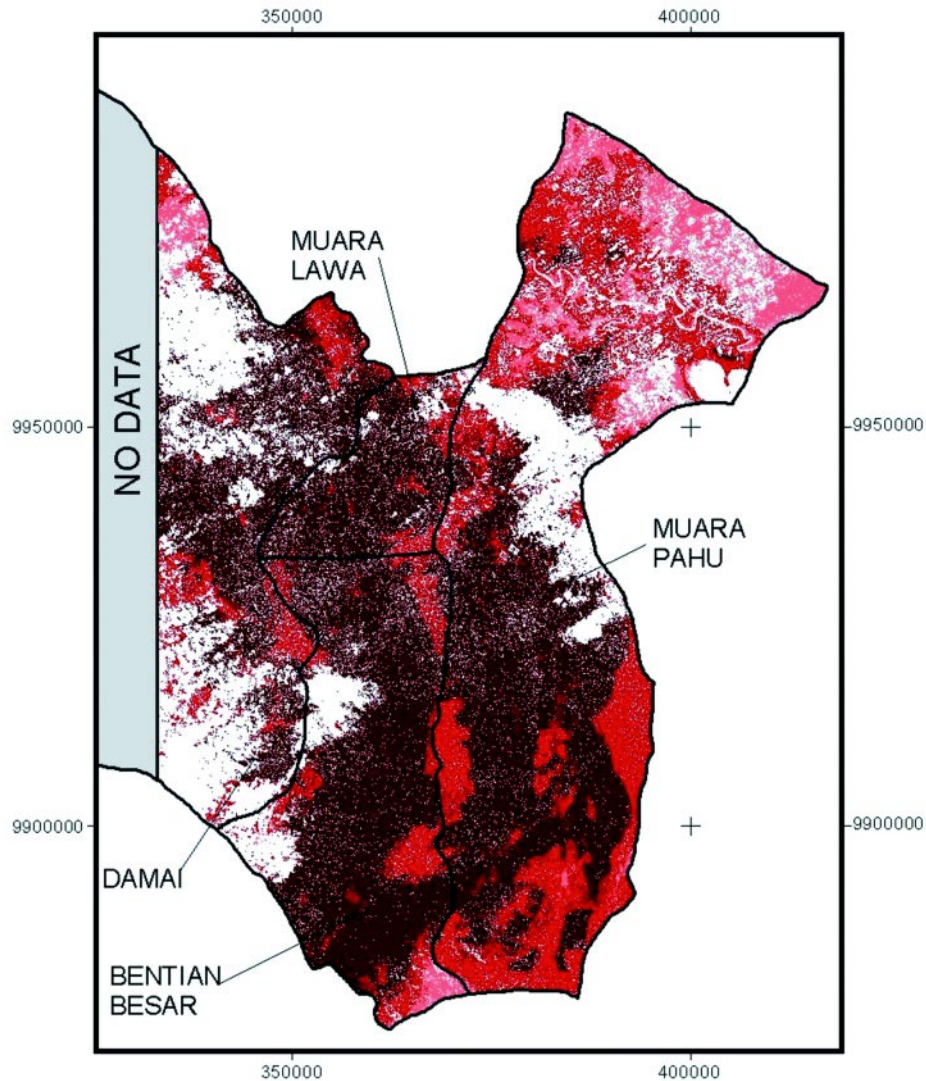 350000
400000
MUARA
LAWA
9950000
9950000
NO DATA
MUARA
PAHU
9900000
9900000
DAMAI
BENTIAN
BESAR
350000
400000